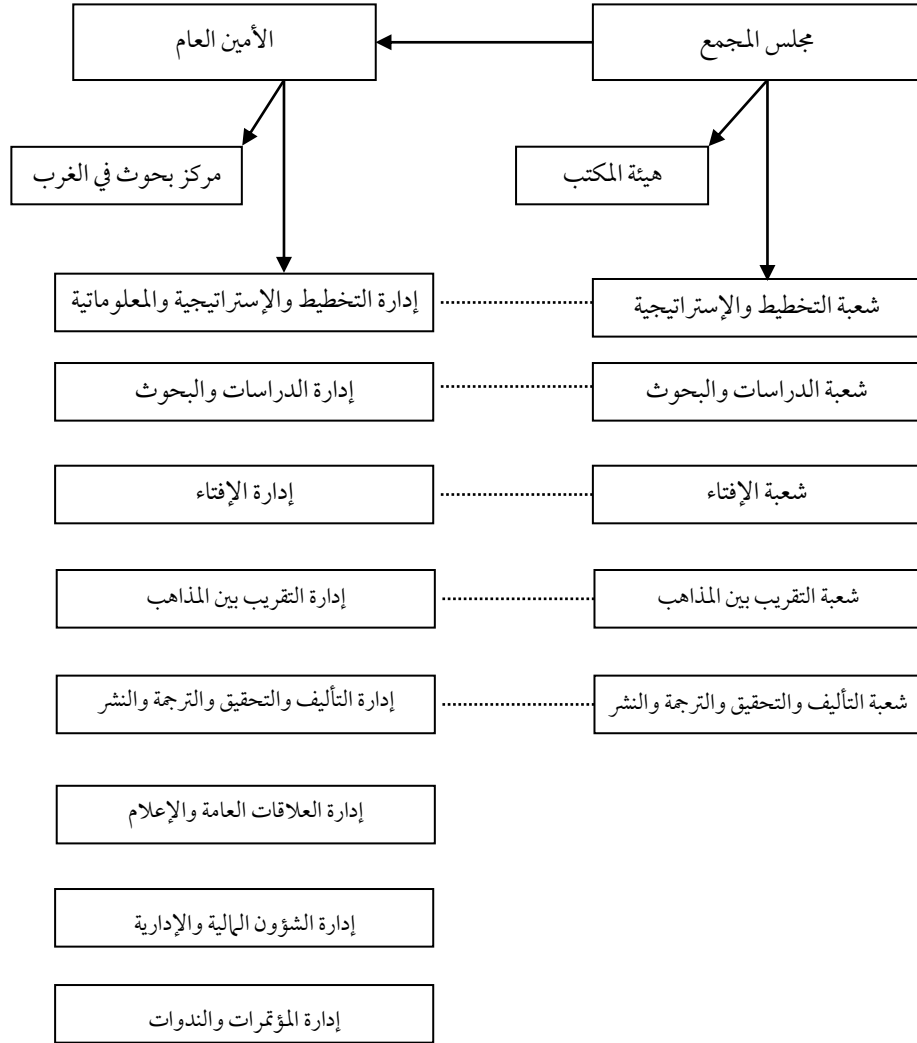 مجلس المجمع
الأمين العام
هيئة المكتب
مركز بحوث في الغرب
شعبة التخطيط والإستراتيجية
إدارة التخطيط والإستراتيجية والمعلوماتية
شعبة الدراسات والبحوث
إدارة الدراسات والبحوث
شعبة الإفتاء
إدارة الإفتاء
شعبة التقريب بين المذاهب
إدارة التقريب بين المذاهب
شعبة التأليف والتحقيق والترجمة والنشر
إدارة التأليف والتحقيق والترجمة والنشر
إدارة العلاقات العامة والإعلام
إدارة الشؤون المالية والإدارية
إدارة المؤتمرات والندوات